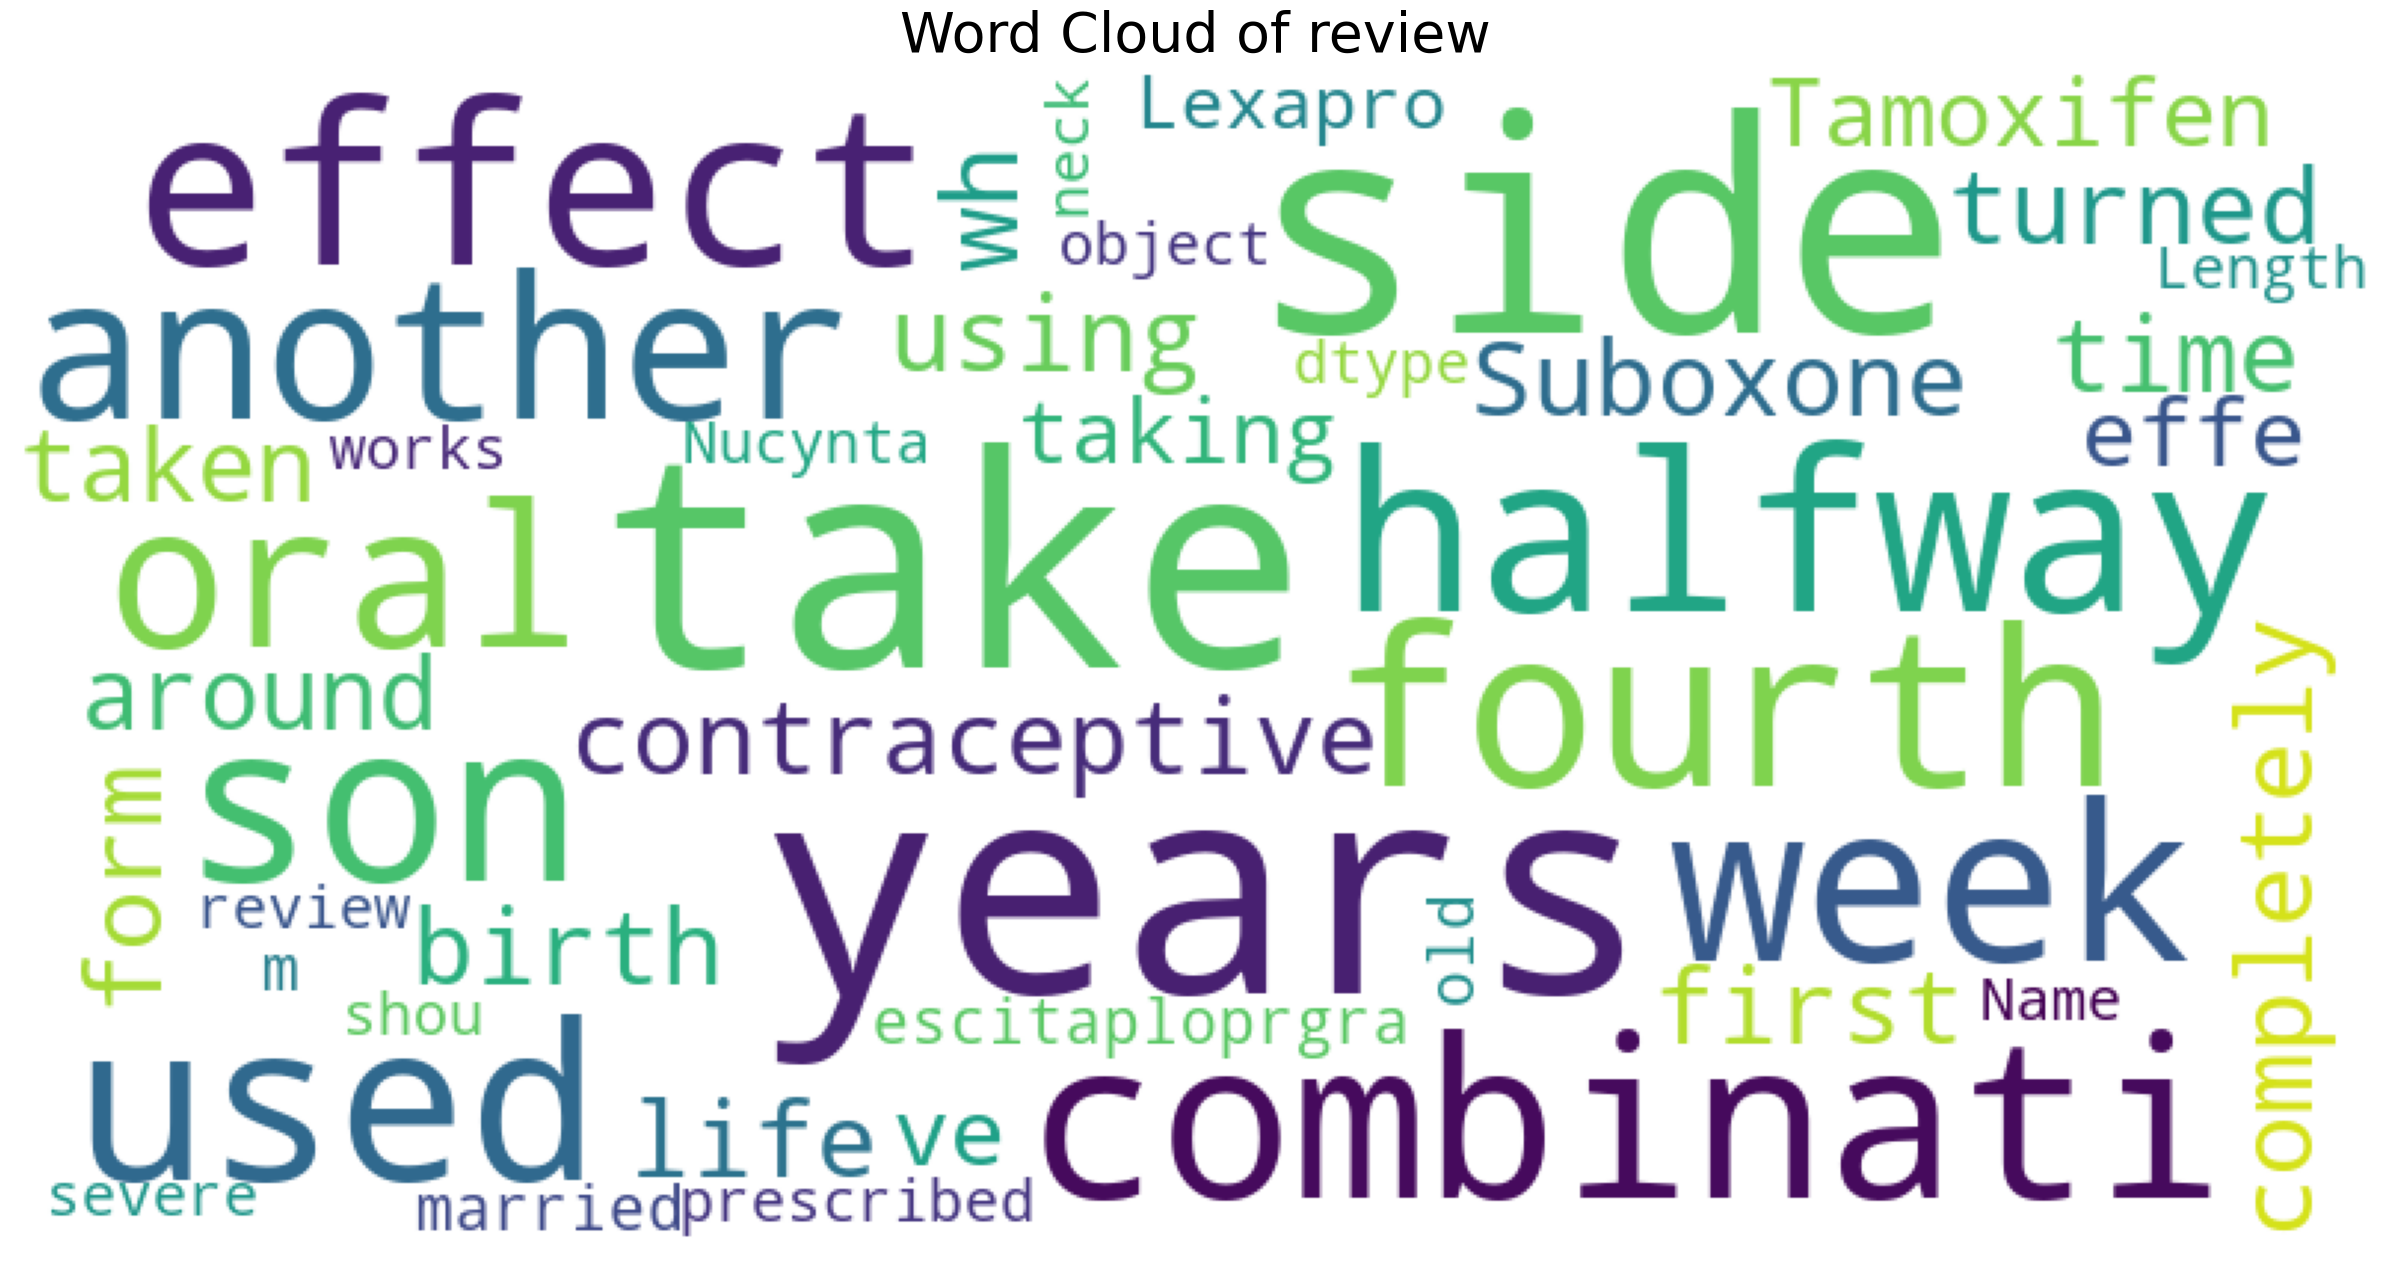 Word Cloud of review
effect
wh
neck
Lexapro
object
side
Tamoxifen
turned
Length
another
using
dtype
Suboxone
time
effe
taken
works
Nucynta
taking
oral
take
halfway
around
contraceptive
fourth
completely
form
son
years
week
review
birth
m
shou
old
first
Name
escitaploprgra
used
life
ve
combinati
severe
married
prescribed